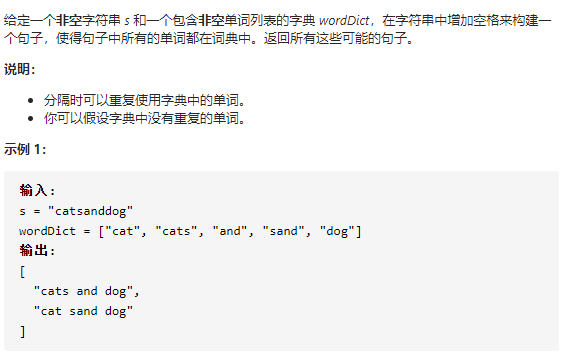 给定一个非空字符串 s 和一个包含非空单词列表的字典 wordDict，在字符串中增加空格来构建一
个句子，使得句子中所有的单词都在词典中。返回所有这些可能的句子。
说明：
• 分隔时可以重复使用字典中的单词。
• 你可以假设字典中没有重复的单词。
示例 1：
输入:
s = "catsanddog"
wordDict = ["cat", "cats", "and", "sand", "dog"]
输出:
[
  "cats and dog",
  "cat sand dog"
]